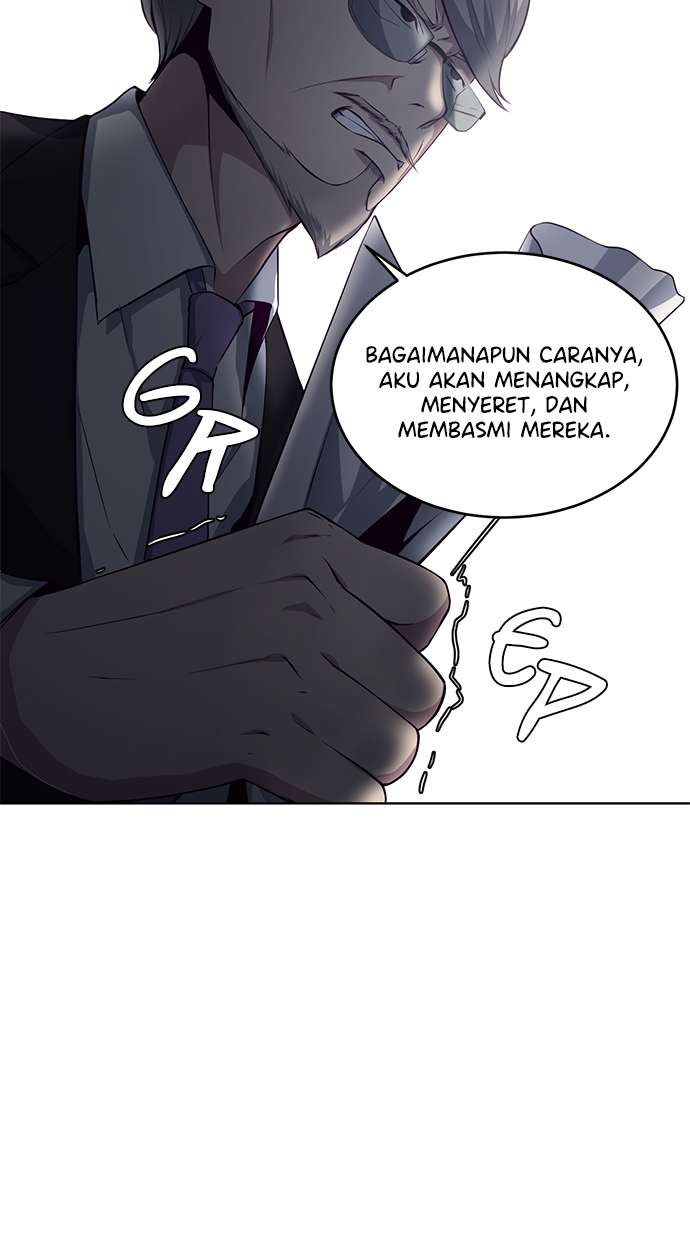 BAGAIMANAPUN CARANYA,
AKU AKAN MENANGKAP,
MENYERET, DAN
MEMBASMI MEREKA.
GR
EP